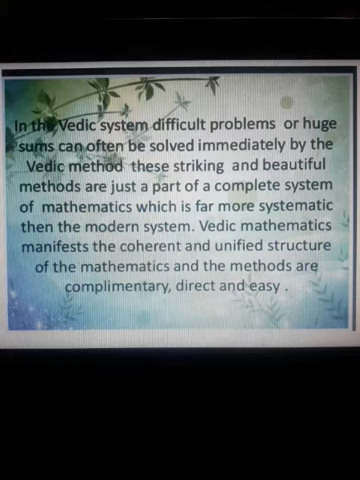 In the Vedic system difficult problems or huge
sums can often be solved immediately by the
Vedic method these striking and beautiful
methods are just a part of a complete system
of mathematics which is far more systematic
then the modern system. Vedic mathematics
manifests the coherent and unified structure
of the mathematics and the methods are
complimentary, direct and easy .